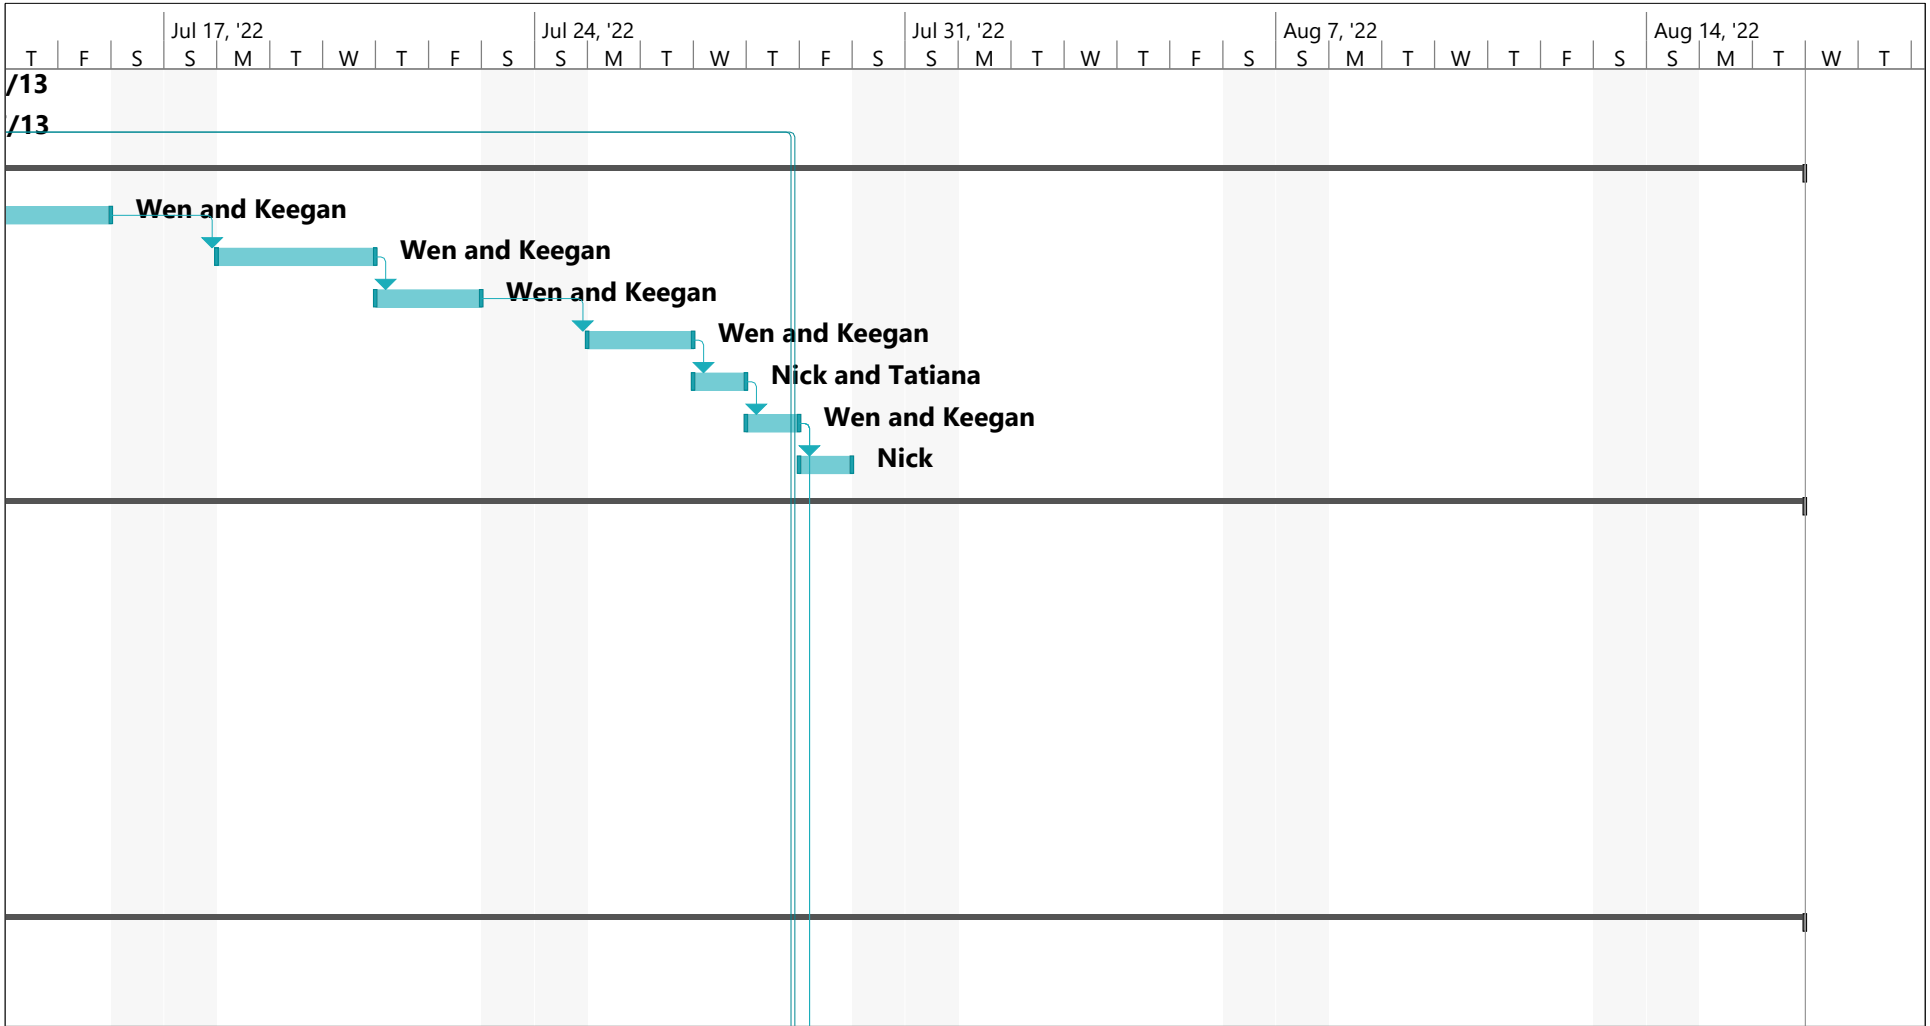 Jul 17, '22 Jul 24, '22 Jul 31, '22 Aug 7, '22 Aug 14, '22
T F S S M T W T F S S M T W T F S S M T W T F S S M T W T F S S M T W T
/13
/13
Wen and Keegan
Wen and Keegan
Wen and Keegan
Wen and Keegan
Nick and Tatiana
Wen and Keegan
Nick